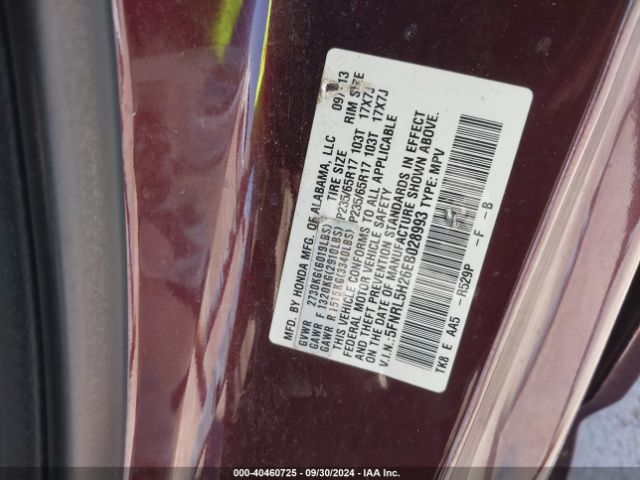 MFD. BY HONDA MFG. OF ALABAMA, LLC 09/13
TIRE SIZE RIM SIZE
GVWR 2730KG(6019LBS)
GAWR F 1320KG(2910LBS) P235/65R17 103T 17X7J
GAWR R 1515KG(3340LBS) P235/65R17 103T 17X7J
THIS VEHICLE CONFORMS TO ALL APPLICABLE
FEDERAL MOTOR VEHICLE SAFETY
AND THEFT PREVENTION STANDARDS IN EFFECT
ON THE DATE OF MANUFACTURE SHOWN ABOVE.
V.I.N.:5FNRL5H26EB028993 TYPE:MPV
TK8 E AA5 -R529P -F -B
000-40460725 - 09/30/2024 - IAA Inc.